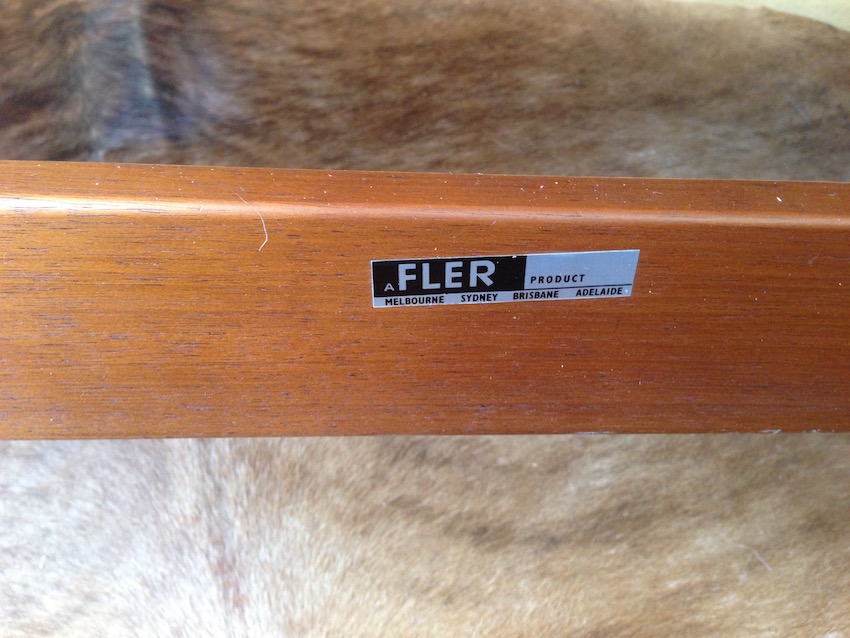 A FLER PRODUCT
MELBOURNE SYDNEY BRISBANE ADELAIDE